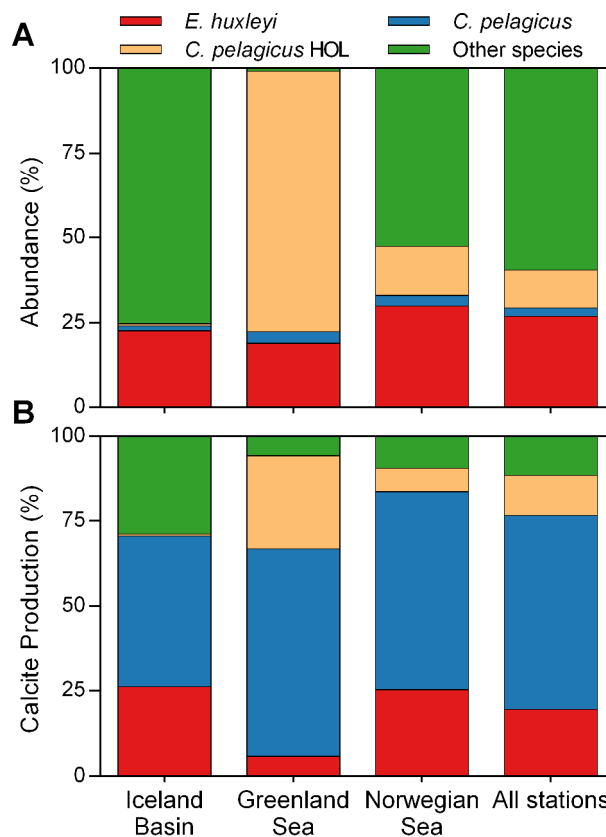 A
E. huxleyi
C. pelagicus
C. pelagicus HOL
Other species
100
75
50
25
0
Abundance (%)
B
100
75
50
25
0
Calcite Production (%)
Iceland
Basin
Greenland
Sea
Norwegian
Sea
All stations